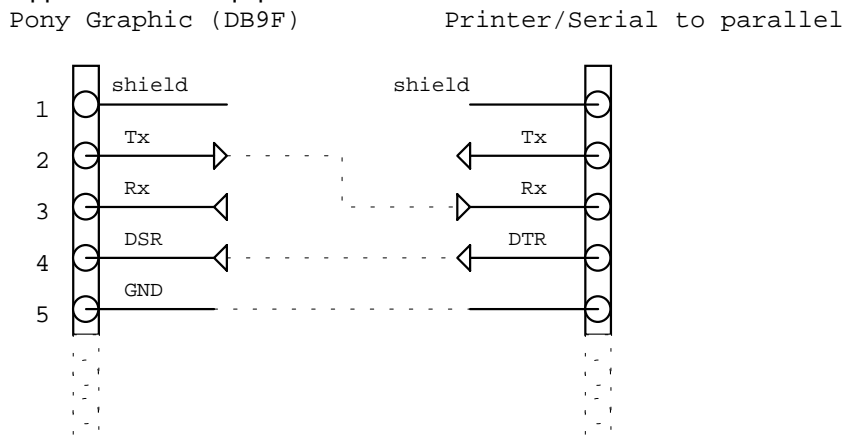 Pony Graphic (DB9F) Printer/Serial to parallel
shield shield
1
Tx Tx
2
Rx Rx
3
DSR DTR
4
GND
5